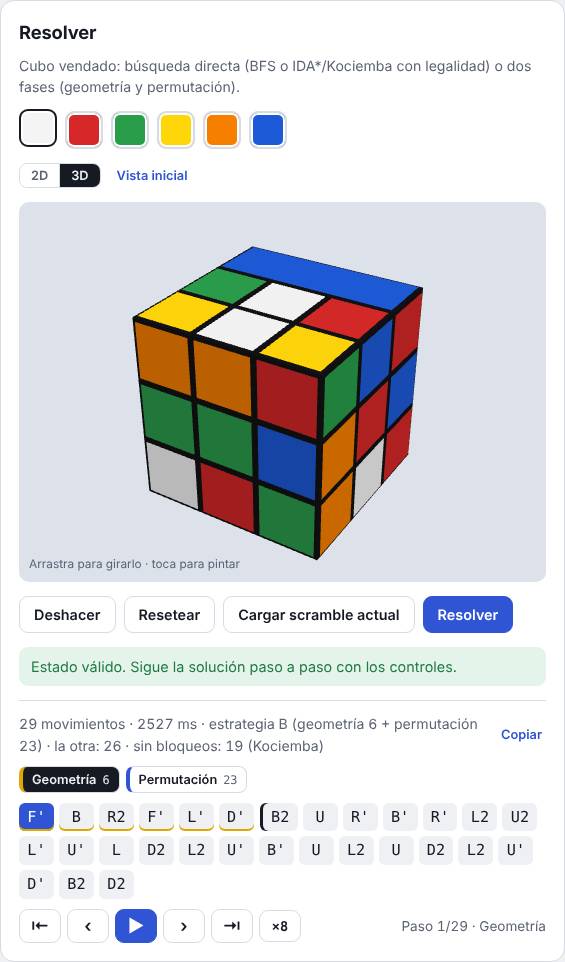 Resolver
Cubo vendado: búsqueda directa (BFS o IDA*/Kociemba con legalidad) o dos
fases (geometría y permutación).
2D 3D Vista inicial
Arrastra para girarlo · toca para pintar
Deshacer Resetear Cargar scramble actual Resolver
Estado válido. Sigue la solución paso a paso con los controles.
29 movimientos · 2527 ms · estrategia B (geometría 6 + permutación
23) · la otra: 26 · sin bloqueos: 19 (Kociemba)
Copiar
Geometría 6 Permutación 23
F' B R2 F' L' D' B2 U R' B' R' L2 U2
L' U' L D2 L2 U' B' U L2 U D2 L2 U'
D' B2 D2
×8 Paso 1/29 · Geometría